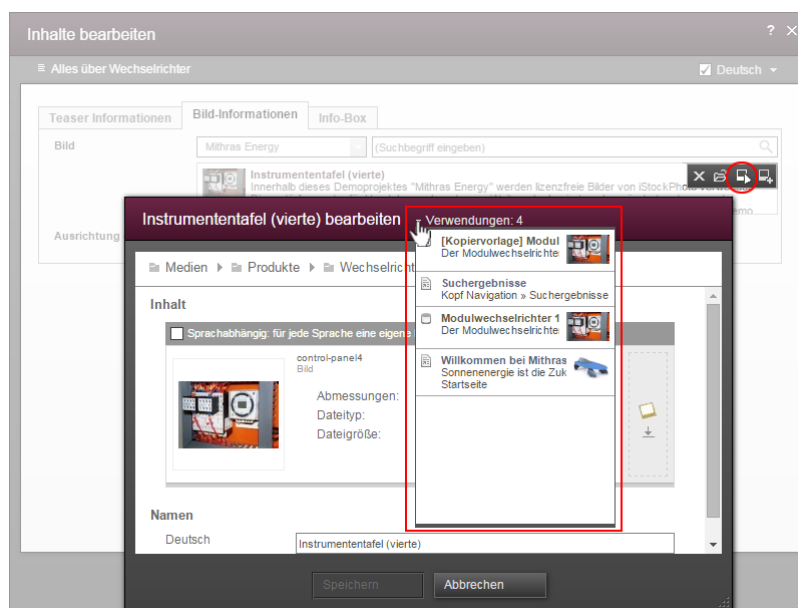 Inhalte bearbeiten
?
Alles über Wechselrichter
Deutsch
Teaser Informationen
Bild-Informationen
Info-Box
Bild
Mithras Energy
(Suchbegriff eingeben)
Instrumententafel (vierte)
Innerhalb dieses Demoprojektes "Mithras Energy" werden lizenzfreie Bilder von iStockPhoto
Ausrichtung
Instrumententafel (vierte) bearbeiten
Verwendungen: 4
[Kopiervorlage] Modul
Der Modulwechselrichte
Medien
Produkte
Wechselricht
Suchergebnisse
Kopf Navigation » Suchergebnisse
Inhalt
Modulwechselrichter 1
Der Modulwechselrichte
Sprachabhängig: für jede Sprache eine eigene
Willkommen bei Mithras
Sonnenenergie ist die Zuk
Startseite
control-panel4
Bild
Abmessungen:
Dateityp:
Dateigröße:
Namen
Deutsch
Instrumententafel (vierte)
Speichern
Abbrechen